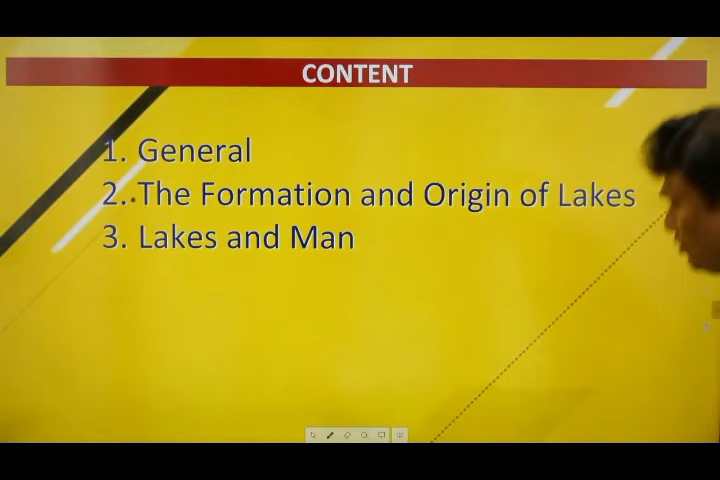 CONTENT
1. General
2. The Formation and Origin of Lakes
3. Lakes and Man